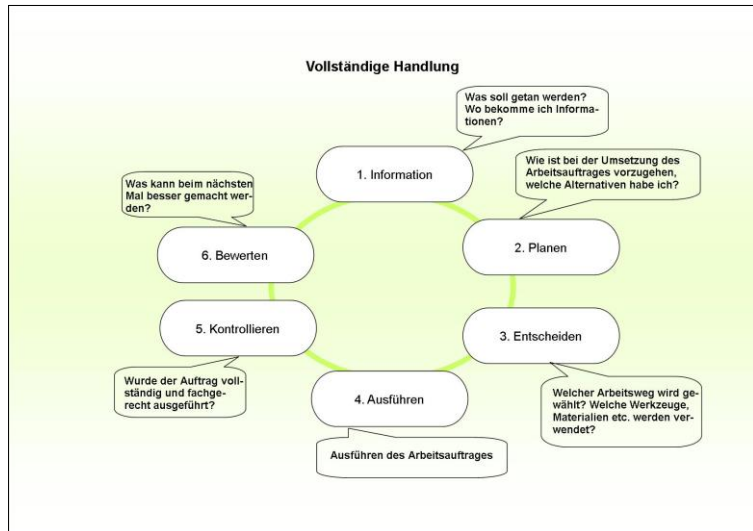 Vollständige Handlung
Was soll getan werden?
Wo bekomme ich Informa-
tionen?
1. Information
Wie ist bei der Umsetzung des
Arbeitsauftrages vorzugehen,
welche Alternativen habe ich?
2. Planen
3. Entscheiden
Welcher Arbeitsweg wird ge-
wählt? Welche Werkzeuge,
Materialien etc. werden ver-
wendet?
4. Ausführen
Ausführen des Arbeitsauftrages
5. Kontrollieren
Wurde der Auftrag voll-
ständig und fachge-
recht ausgeführt?
6. Bewerten
Was kann beim nächsten
Mal besser gemacht wer-
den?